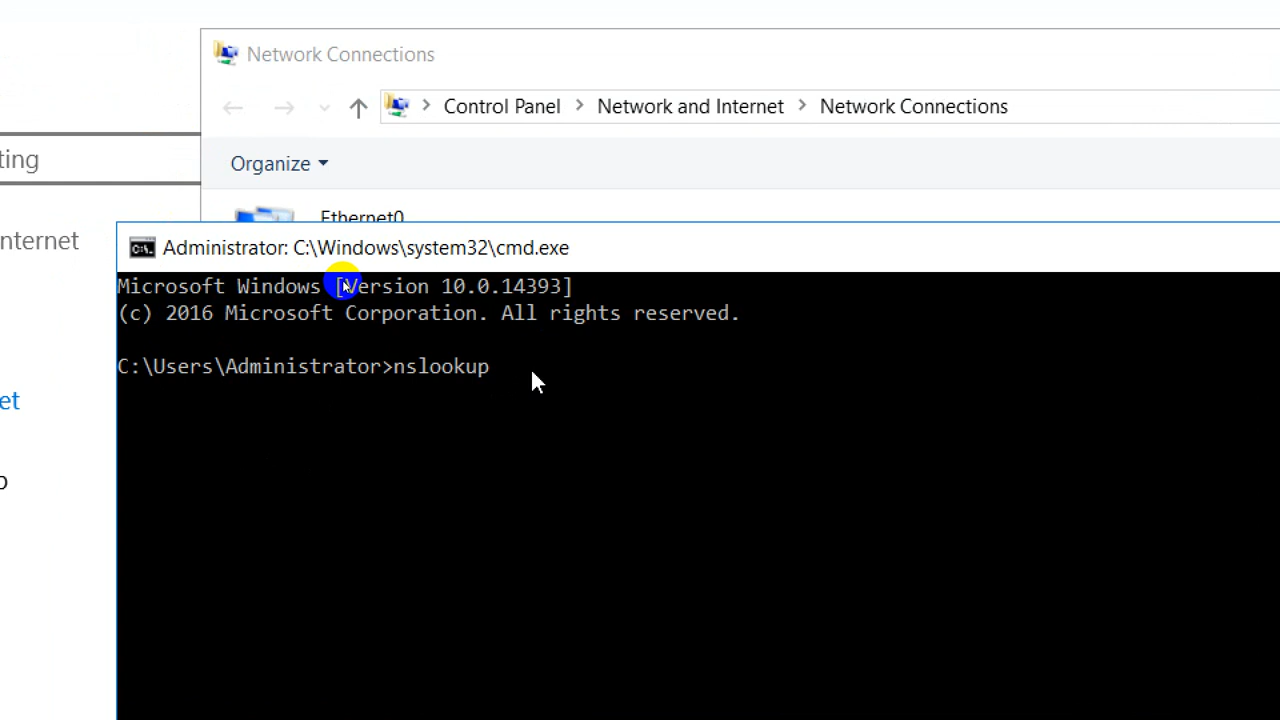 Network Connections
Control Panel > Network and Internet > Network Connections
ting
Organize
Ethernet0
nternet
Administrator: C:\Windows\system32\cmd.exe
Microsoft Windows [Version 10.0.14393]
(c) 2016 Microsoft Corporation. All rights reserved.
C:\Users\Administrator>nslookup
et